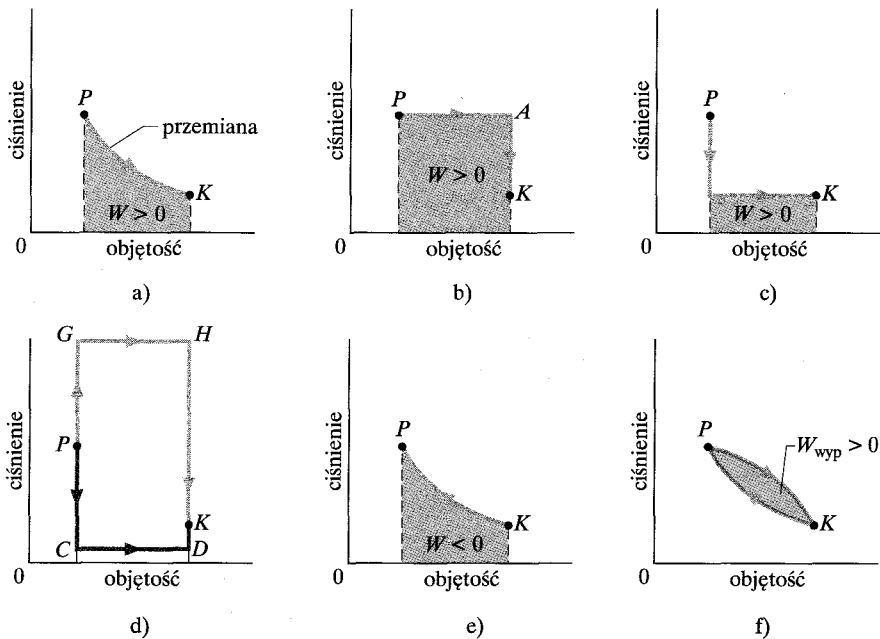 ciśnienie
P
przemiana
K
W > 0
0
objętość
a)
ciśnienie
P
A
W > 0
K
0
objętość
b)
ciśnienie
P
K
W > 0
0
objętość
c)
ciśnienie
G
H
P
K
C
D
0
objętość
d)
ciśnienie
P
K
W < 0
0
objętość
e)
ciśnienie
P
Wwyp > 0
K
0
objętość
f)